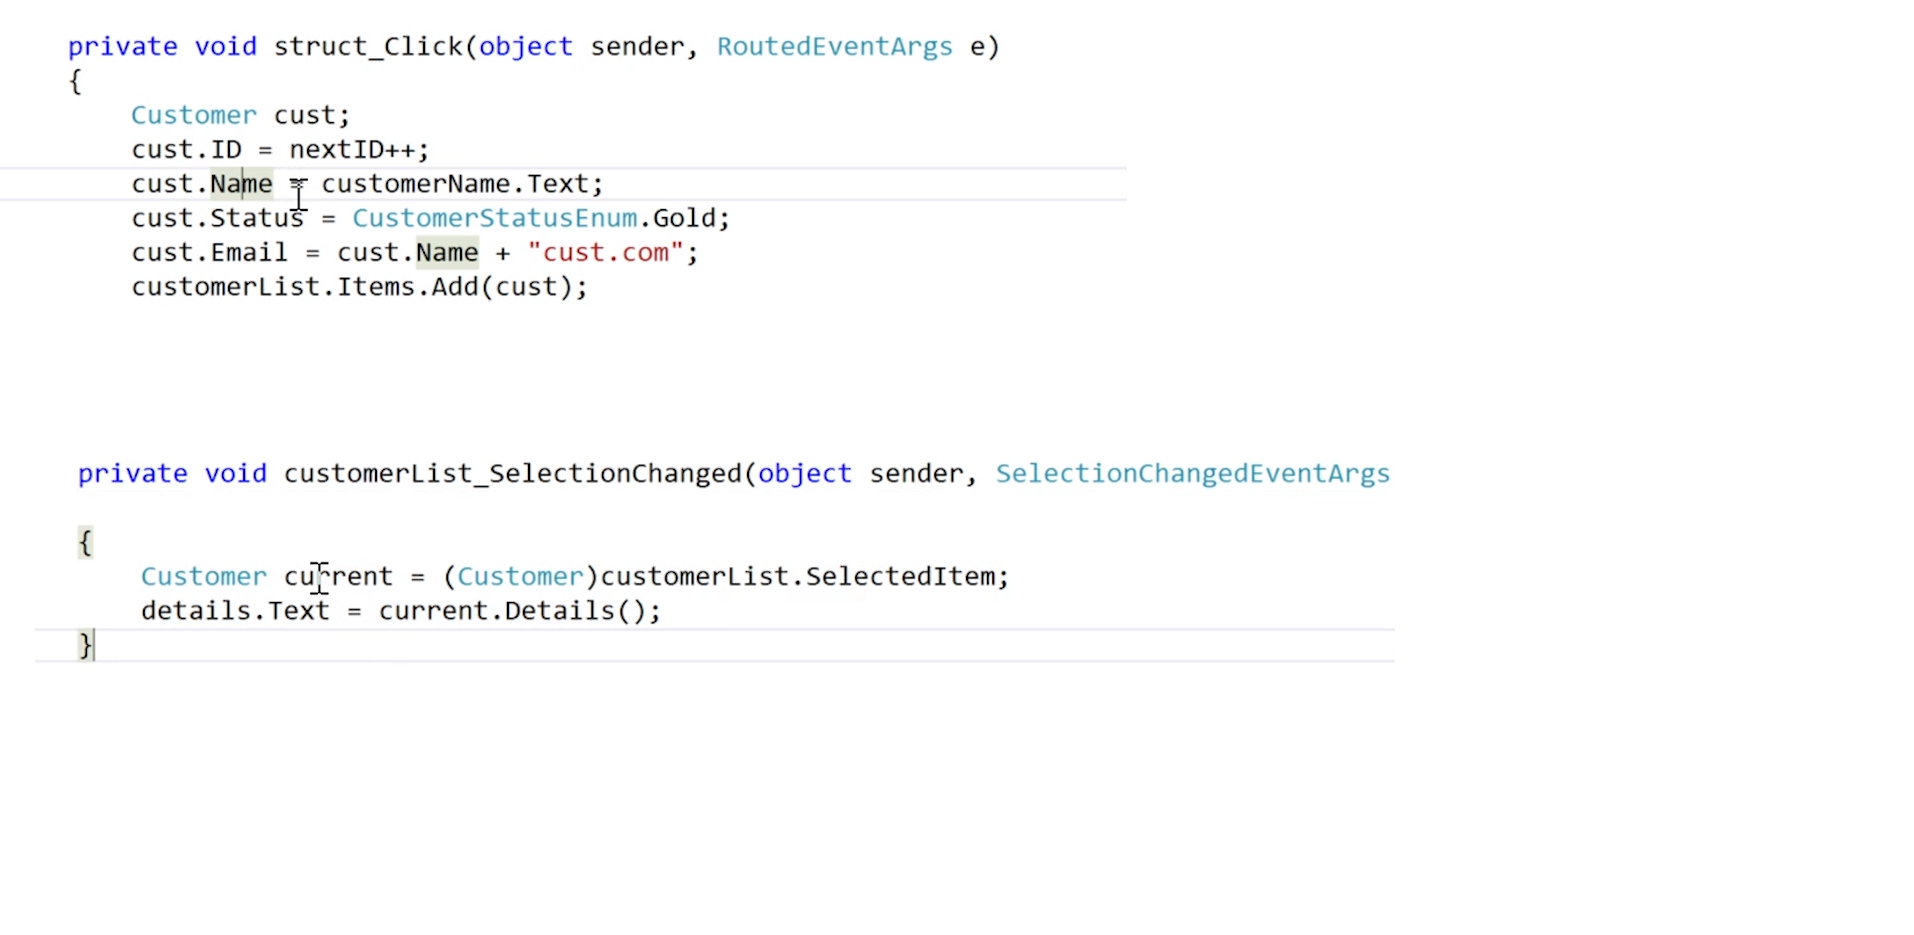 private void struct_Click(object sender, RoutedEventArgs e)
{
Customer cust;
cust.ID = nextID++;
cust.Name = customerName.Text;
cust.Status = CustomerStatusEnum.Gold;
cust.Email = cust.Name + "cust.com";
customerList.Items.Add(cust);
private void customerList_SelectionChanged(object sender, SelectionChangedEventArgs
{
Customer current = (Customer)customerList.SelectedItem;
details.Text = current.Details();
}